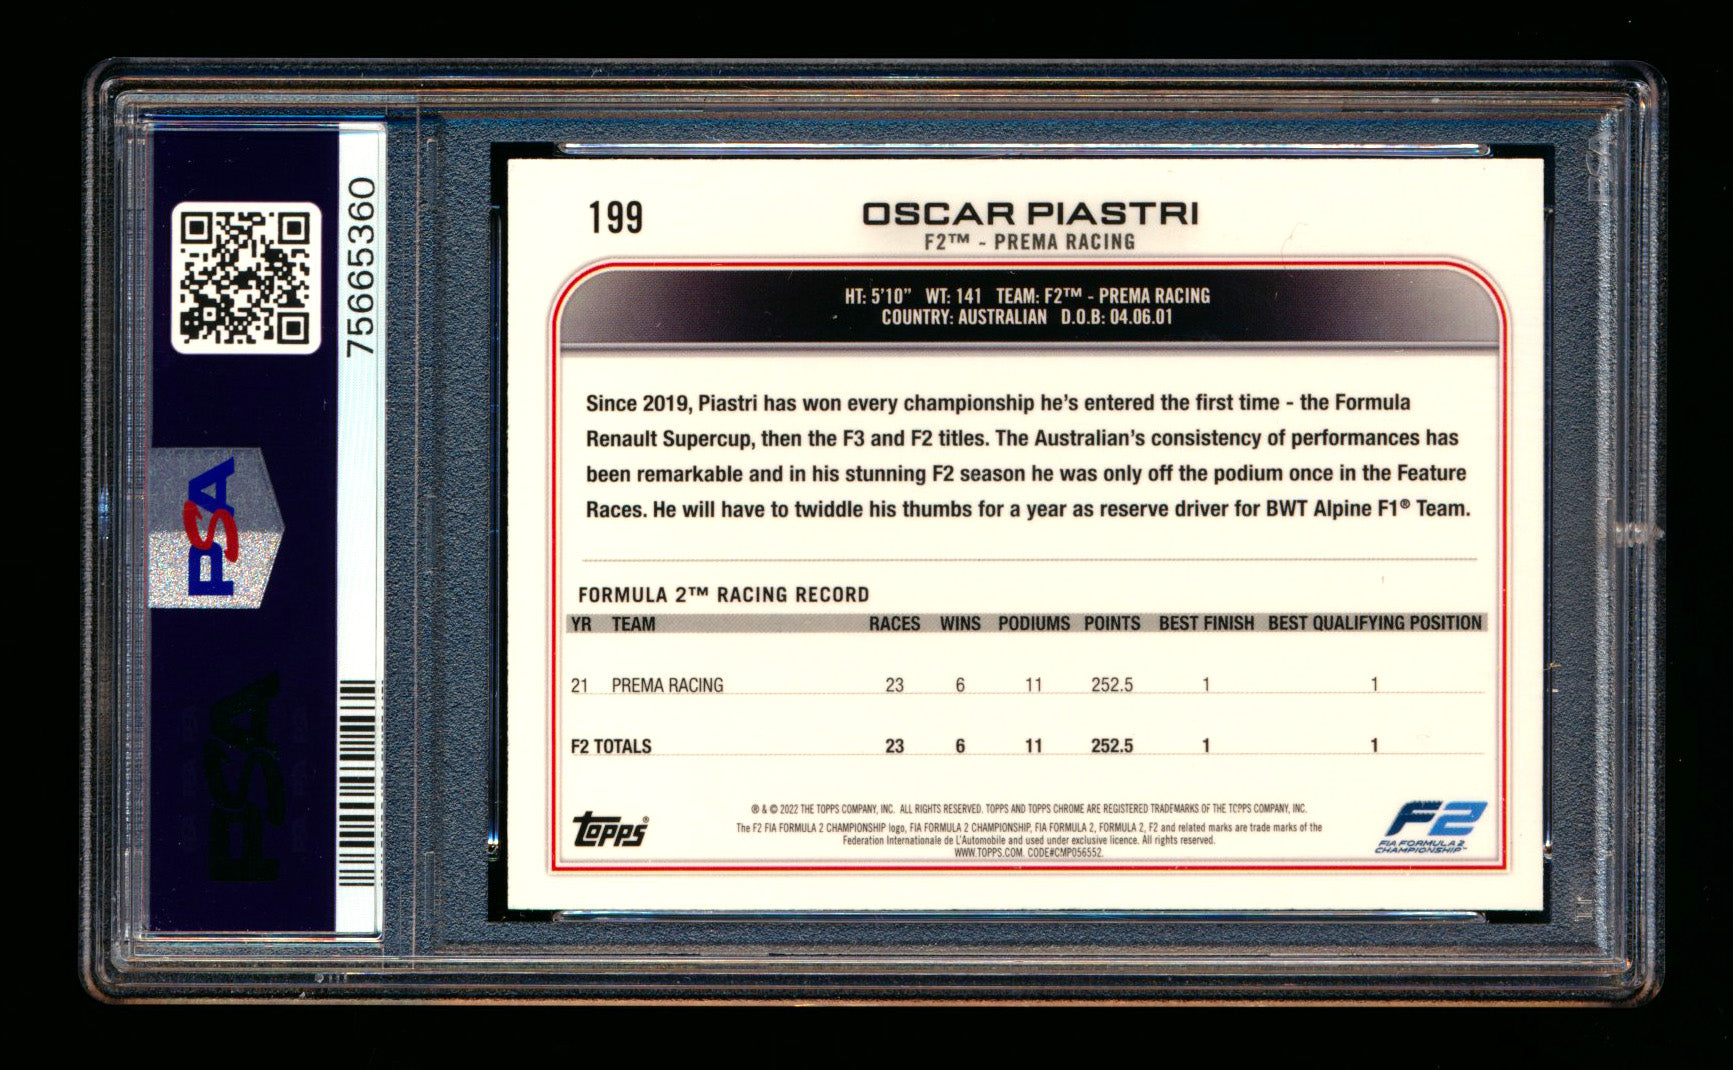 75665360
PSA
PSA
199
OSCAR PIASTRI
F2™ - PREMA RACING
HT: 5'10" WT: 141 TEAM: F2™ - PREMA RACING
COUNTRY: AUSTRALIAN D.O.B: 04.06.01
Since 2019, Piastri has won every championship he's entered the first time - the Formula
Renault Supercup, then the F3 and F2 titles. The Australian's consistency of performances has
been remarkable and in his stunning F2 season he was only off the podium once in the Feature
Races. He will have to twiddle his thumbs for a year as reserve driver for BWT Alpine F1® Team.
FORMULA 2™ RACING RECORD
YR TEAM RACES WINS PODIUMS POINTS BEST FINISH BEST QUALIFYING POSITION
21 PREMA RACING 23 6 11 252.5 1 1
F2 TOTALS 23 6 11 252.5 1 1
® & © 2022 THE TOPPS COMPANY, INC. ALL RIGHTS RESERVED. TOPPS AND TOPPS CHROME ARE REGISTERED TRADEMARKS OF THE TOPPS COMPANY, INC.
The F2 FIA FORMULA 2 CHAMPIONSHIP logo, FIA FORMULA 2 CHAMPIONSHIP, FIA FORMULA 2, FORMULA 2, F2 and related marks are trade marks of the
Federation Internationale de L'Automobile and used under exclusive licence. All rights reserved.
WWW.TOPPS.COM. CODE#CMP056552.
topps®
F2
FIA FORMULA 2
CHAMPIONSHIP™